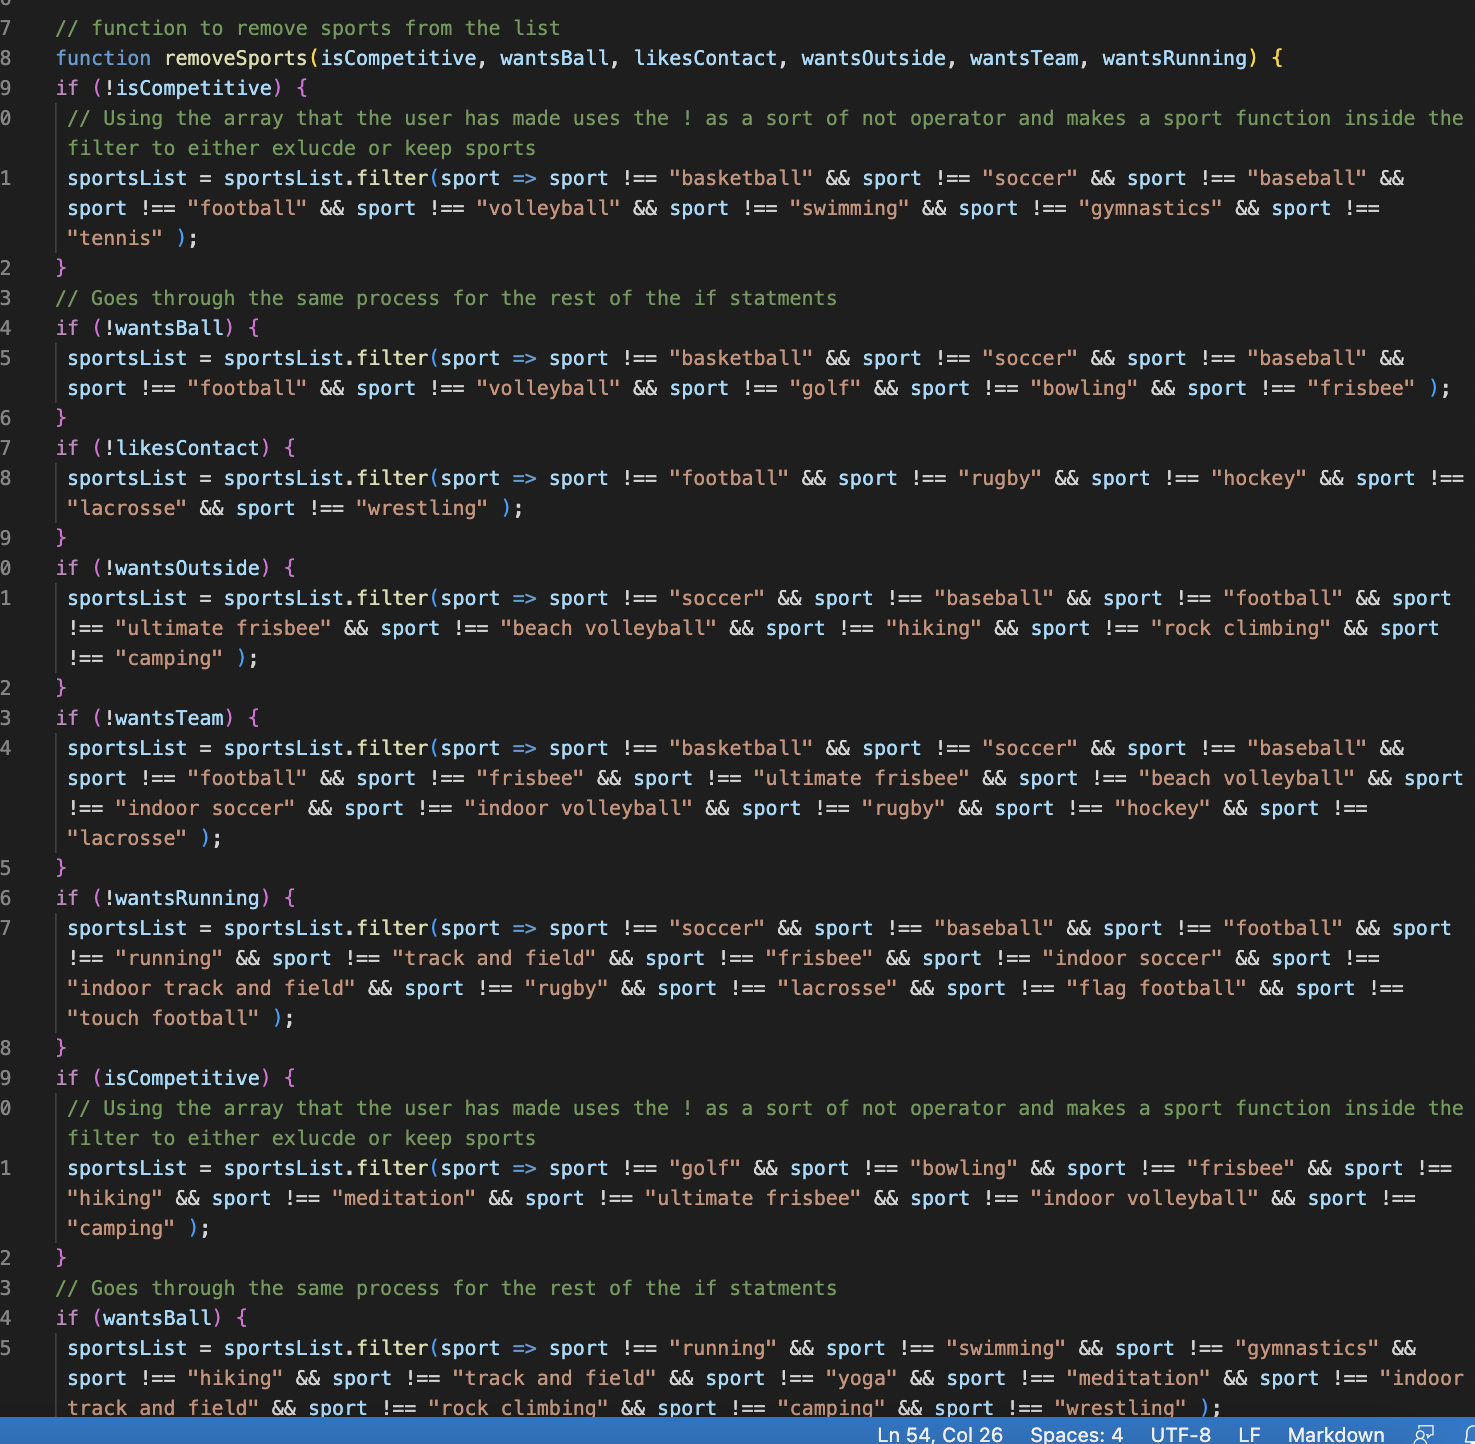 7 // function to remove sports from the list
8 function removeSports(isCompetitive, wantsBall, likesContact, wantsOutside, wantsTeam, wantsRunning) {
9 if (!isCompetitive) {
0 // Using the array that the user has made uses the ! as a sort of not operator and makes a sport function inside the
filter to either exlucde or keep sports
1 sportsList = sportsList.filter(sport => sport !== "basketball" && sport !== "soccer" && sport !== "baseball" &&
sport !== "football" && sport !== "volleyball" && sport !== "swimming" && sport !== "gymnastics" && sport !==
"tennis" );
2 }
3 // Goes through the same process for the rest of the if statments
4 if (!wantsBall) {
5 sportsList = sportsList.filter(sport => sport !== "basketball" && sport !== "soccer" && sport !== "baseball" &&
sport !== "football" && sport !== "volleyball" && sport !== "golf" && sport !== "bowling" && sport !== "frisbee" );
6 }
7 if (!likesContact) {
8 sportsList = sportsList.filter(sport => sport !== "football" && sport !== "rugby" && sport !== "hockey" && sport !==
"lacrosse" && sport !== "wrestling" );
9 }
0 if (!wantsOutside) {
1 sportsList = sportsList.filter(sport => sport !== "soccer" && sport !== "baseball" && sport !== "football" && sport
!== "ultimate frisbee" && sport !== "beach volleyball" && sport !== "hiking" && sport !== "rock climbing" && sport
!== "camping" );
2 }
3 if (!wantsTeam) {
4 sportsList = sportsList.filter(sport => sport !== "basketball" && sport !== "soccer" && sport !== "baseball" &&
sport !== "football" && sport !== "frisbee" && sport !== "ultimate frisbee" && sport !== "beach volleyball" && sport
!== "indoor soccer" && sport !== "indoor volleyball" && sport !== "rugby" && sport !== "hockey" && sport !==
"lacrosse" );
5 }
6 if (!wantsRunning) {
7 sportsList = sportsList.filter(sport => sport !== "soccer" && sport !== "baseball" && sport !== "football" && sport
!== "running" && sport !== "track and field" && sport !== "frisbee" && sport !== "indoor soccer" && sport !==
"indoor track and field" && sport !== "rugby" && sport !== "lacrosse" && sport !== "flag football" && sport !==
"touch football" );
8 }
9 if (isCompetitive) {
0 // Using the array that the user has made uses the ! as a sort of not operator and makes a sport function inside the
filter to either exlucde or keep sports
1 sportsList = sportsList.filter(sport => sport !== "golf" && sport !== "bowling" && sport !== "frisbee" && sport !==
"hiking" && sport !== "meditation" && sport !== "ultimate frisbee" && sport !== "indoor volleyball" && sport !==
"camping" );
2 }
3 // Goes through the same process for the rest of the if statments
4 if (wantsBall) {
5 sportsList = sportsList.filter(sport => sport !== "running" && sport !== "swimming" && sport !== "gymnastics" &&
sport !== "hiking" && sport !== "track and field" && sport !== "yoga" && sport !== "meditation" && sport !== "indoor
track and field" && sport !== "rock climbing" && sport !== "camping" && sport !== "wrestling" );
Ln 54, Col 26 Spaces: 4 UTF-8 LF Markdown